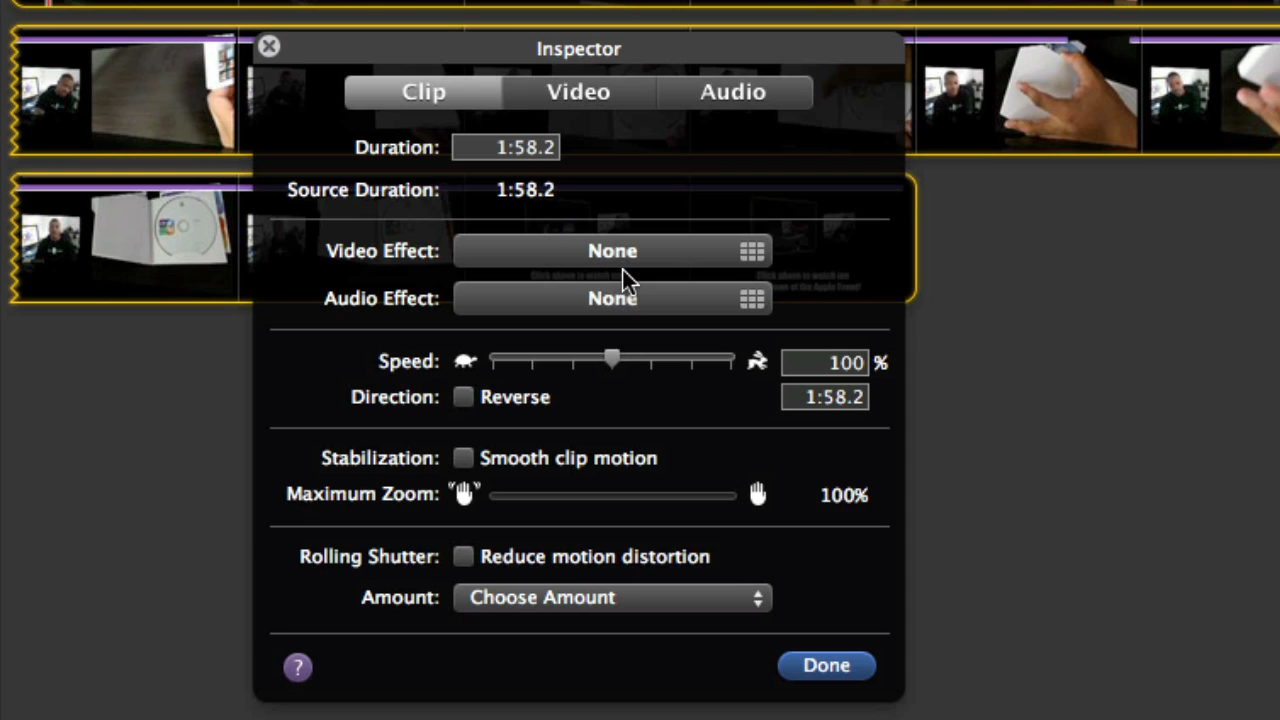 Inspector
Clip Video Audio
Duration: 1:58.2
Source Duration: 1:58.2
Video Effect: None
Audio Effect: None
Speed: 100 %
Direction: Reverse 1:58.2
Stabilization: Smooth clip motion
Maximum Zoom: 100%
Rolling Shutter: Reduce motion distortion
Amount: Choose Amount
? Done